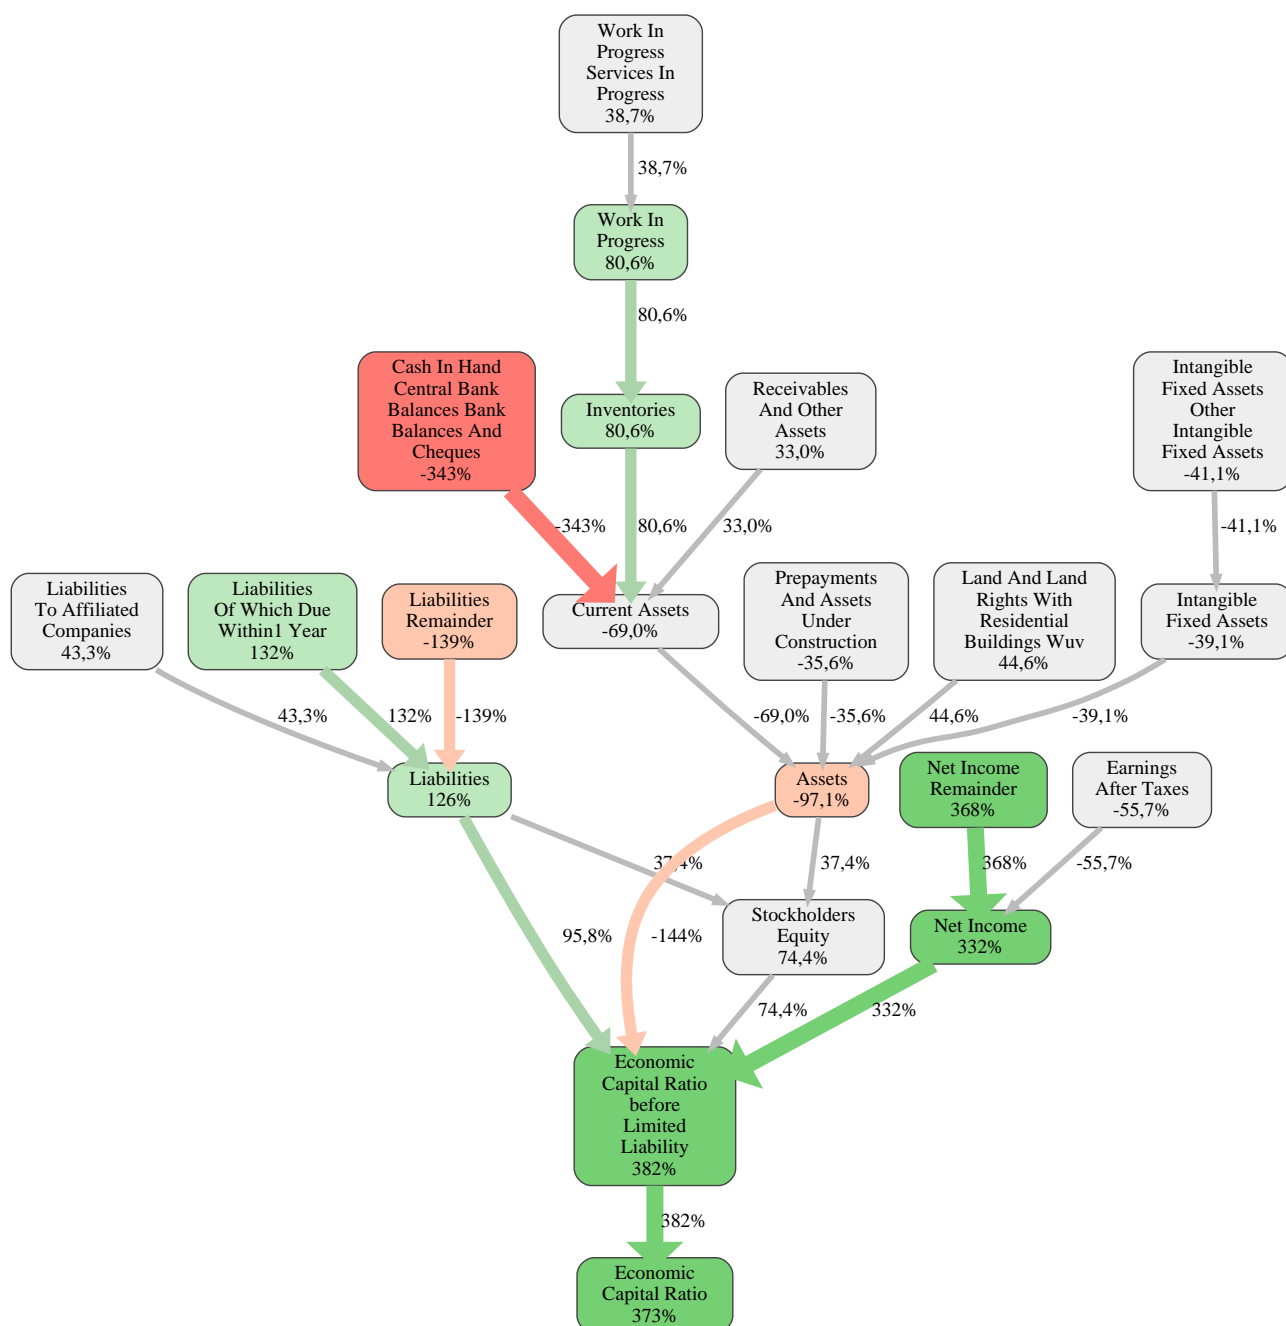 Work In
Progress
Services In
Progress
38,7%
38,7%
Work In
Progress
80,6%
80,6%
Cash In Hand
Central Bank
Balances Bank
Balances And
Cheques
-343%
Inventories
80,6%
Receivables
And Other
Assets
33,0%
Intangible
Fixed Assets
Other
Intangible
Fixed Assets
-41,1%
-343%
80,6%
33,0%
-41,1%
Liabilities
To Affiliated
Companies
43,3%
Liabilities
Of Which Due
Within1 Year
132%
Liabilities
Remainder
-139%
Current Assets
-69,0%
Prepayments
And Assets
Under
Construction
-35,6%
Land And Land
Rights With
Residential
Buildings Wuv
44,6%
Intangible
Fixed Assets
-39,1%
43,3%
132%
-139%
-69,0%
-35,6%
44,6%
-39,1%
Liabilities
126%
Assets
-97,1%
Net Income
Remainder
368%
Earnings
After Taxes
-55,7%
37,4%
37,4%
368%
-55,7%
95,8%
-144%
Stockholders
Equity
74,4%
Net Income
332%
74,4%
332%
Economic
Capital Ratio
before
Limited
Liability
382%
382%
Economic
Capital Ratio
373%